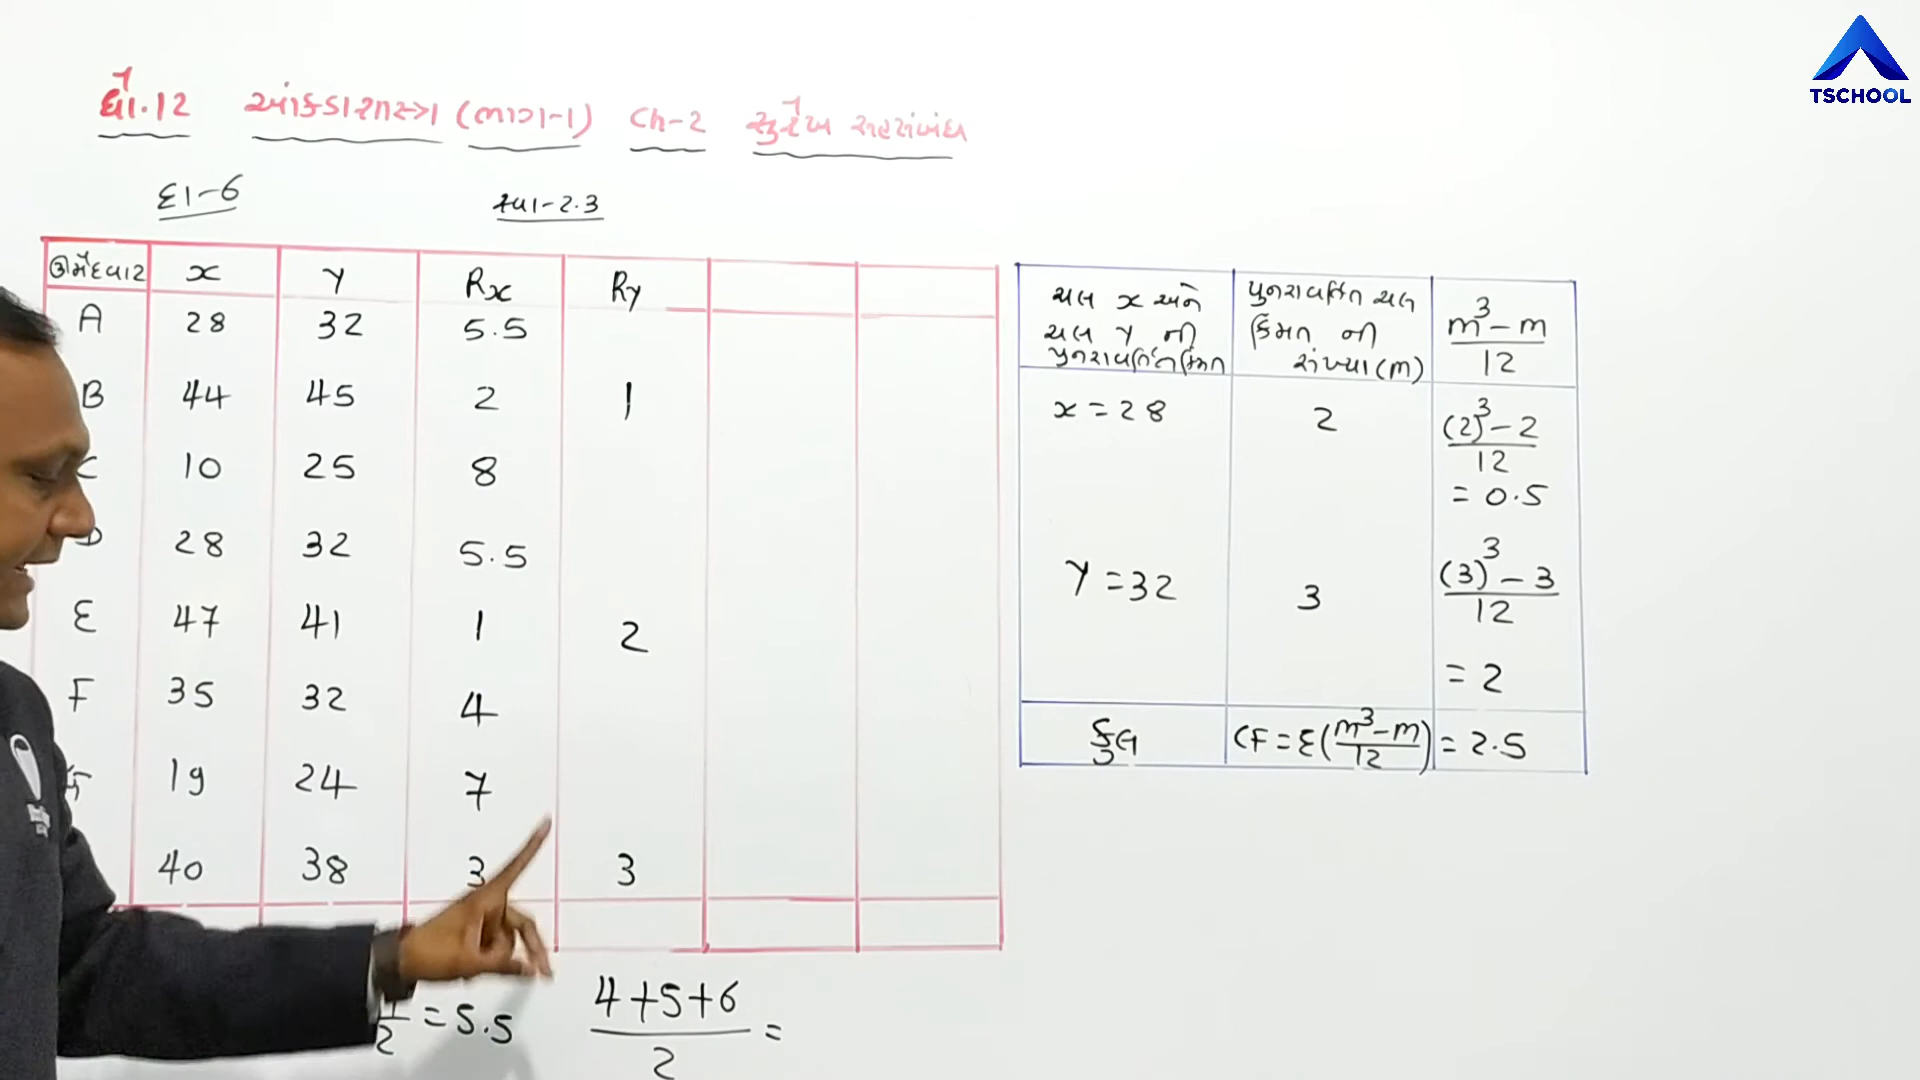 TSCHOOL
ધો.12 આંકડાશાસ્ત્ર (ભાગ-1) Ch-2 સુરેખ સહસંબંધ
દા-6 સ્વા-2.3
ઉમેદવાર x Y Rx Ry
A 28 32 5.5
B 44 45 2 1
C 10 25 8
D 28 32 5.5
E 47 41 1 2
F 35 32 4
19 24 7
40 38 3 3
2 = 5.5
4+5+6
2 =
ચલ x અને
ચલ Y ની
પુનરાવર્તિત કિંમત
પુનરાવર્તિત ચલ
કિંમત ની
સંખ્યા (m)
m³-m
12
x = 28 2 (2)³-2
12
= 0.5
Y = 32 3 (3)³-3
12
= 2
કુલ CF = Σ(m³-m/12) = 2.5